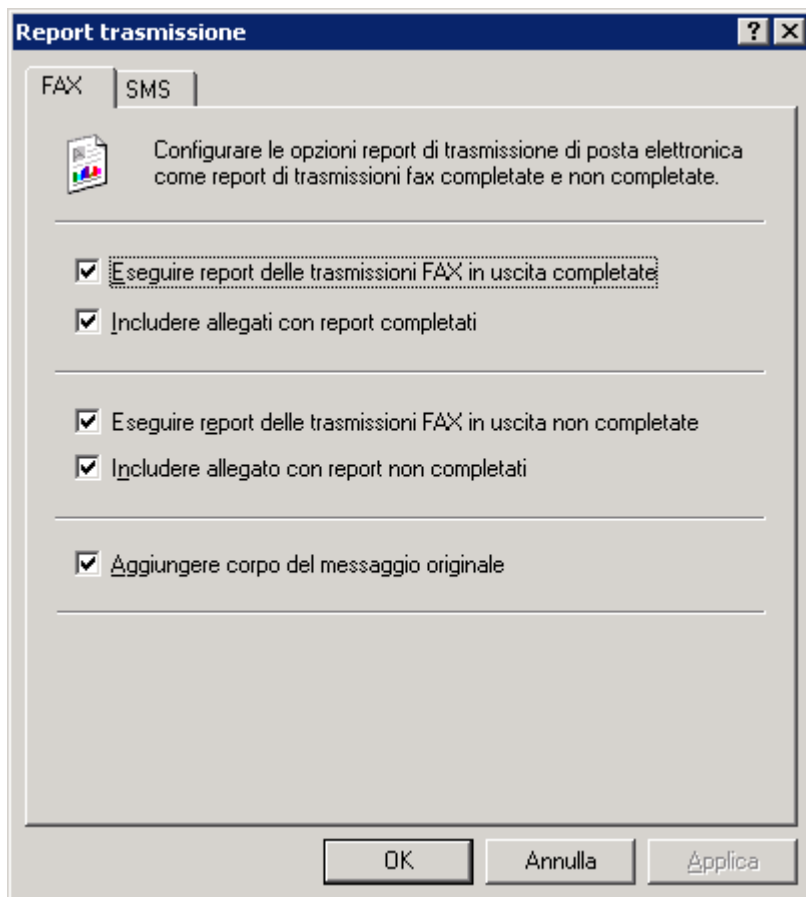 Report trasmissione
FAX
SMS
Configurare le opzioni report di trasmissione di posta elettronica
come report di trasmissioni fax completate e non completate.
Eseguire report delle trasmissioni FAX in uscita completate
Includere allegati con report completati
Eseguire report delle trasmissioni FAX in uscita non completate
Includere allegato con report non completati
Aggiungere corpo del messaggio originale
OK
Annulla
Applica